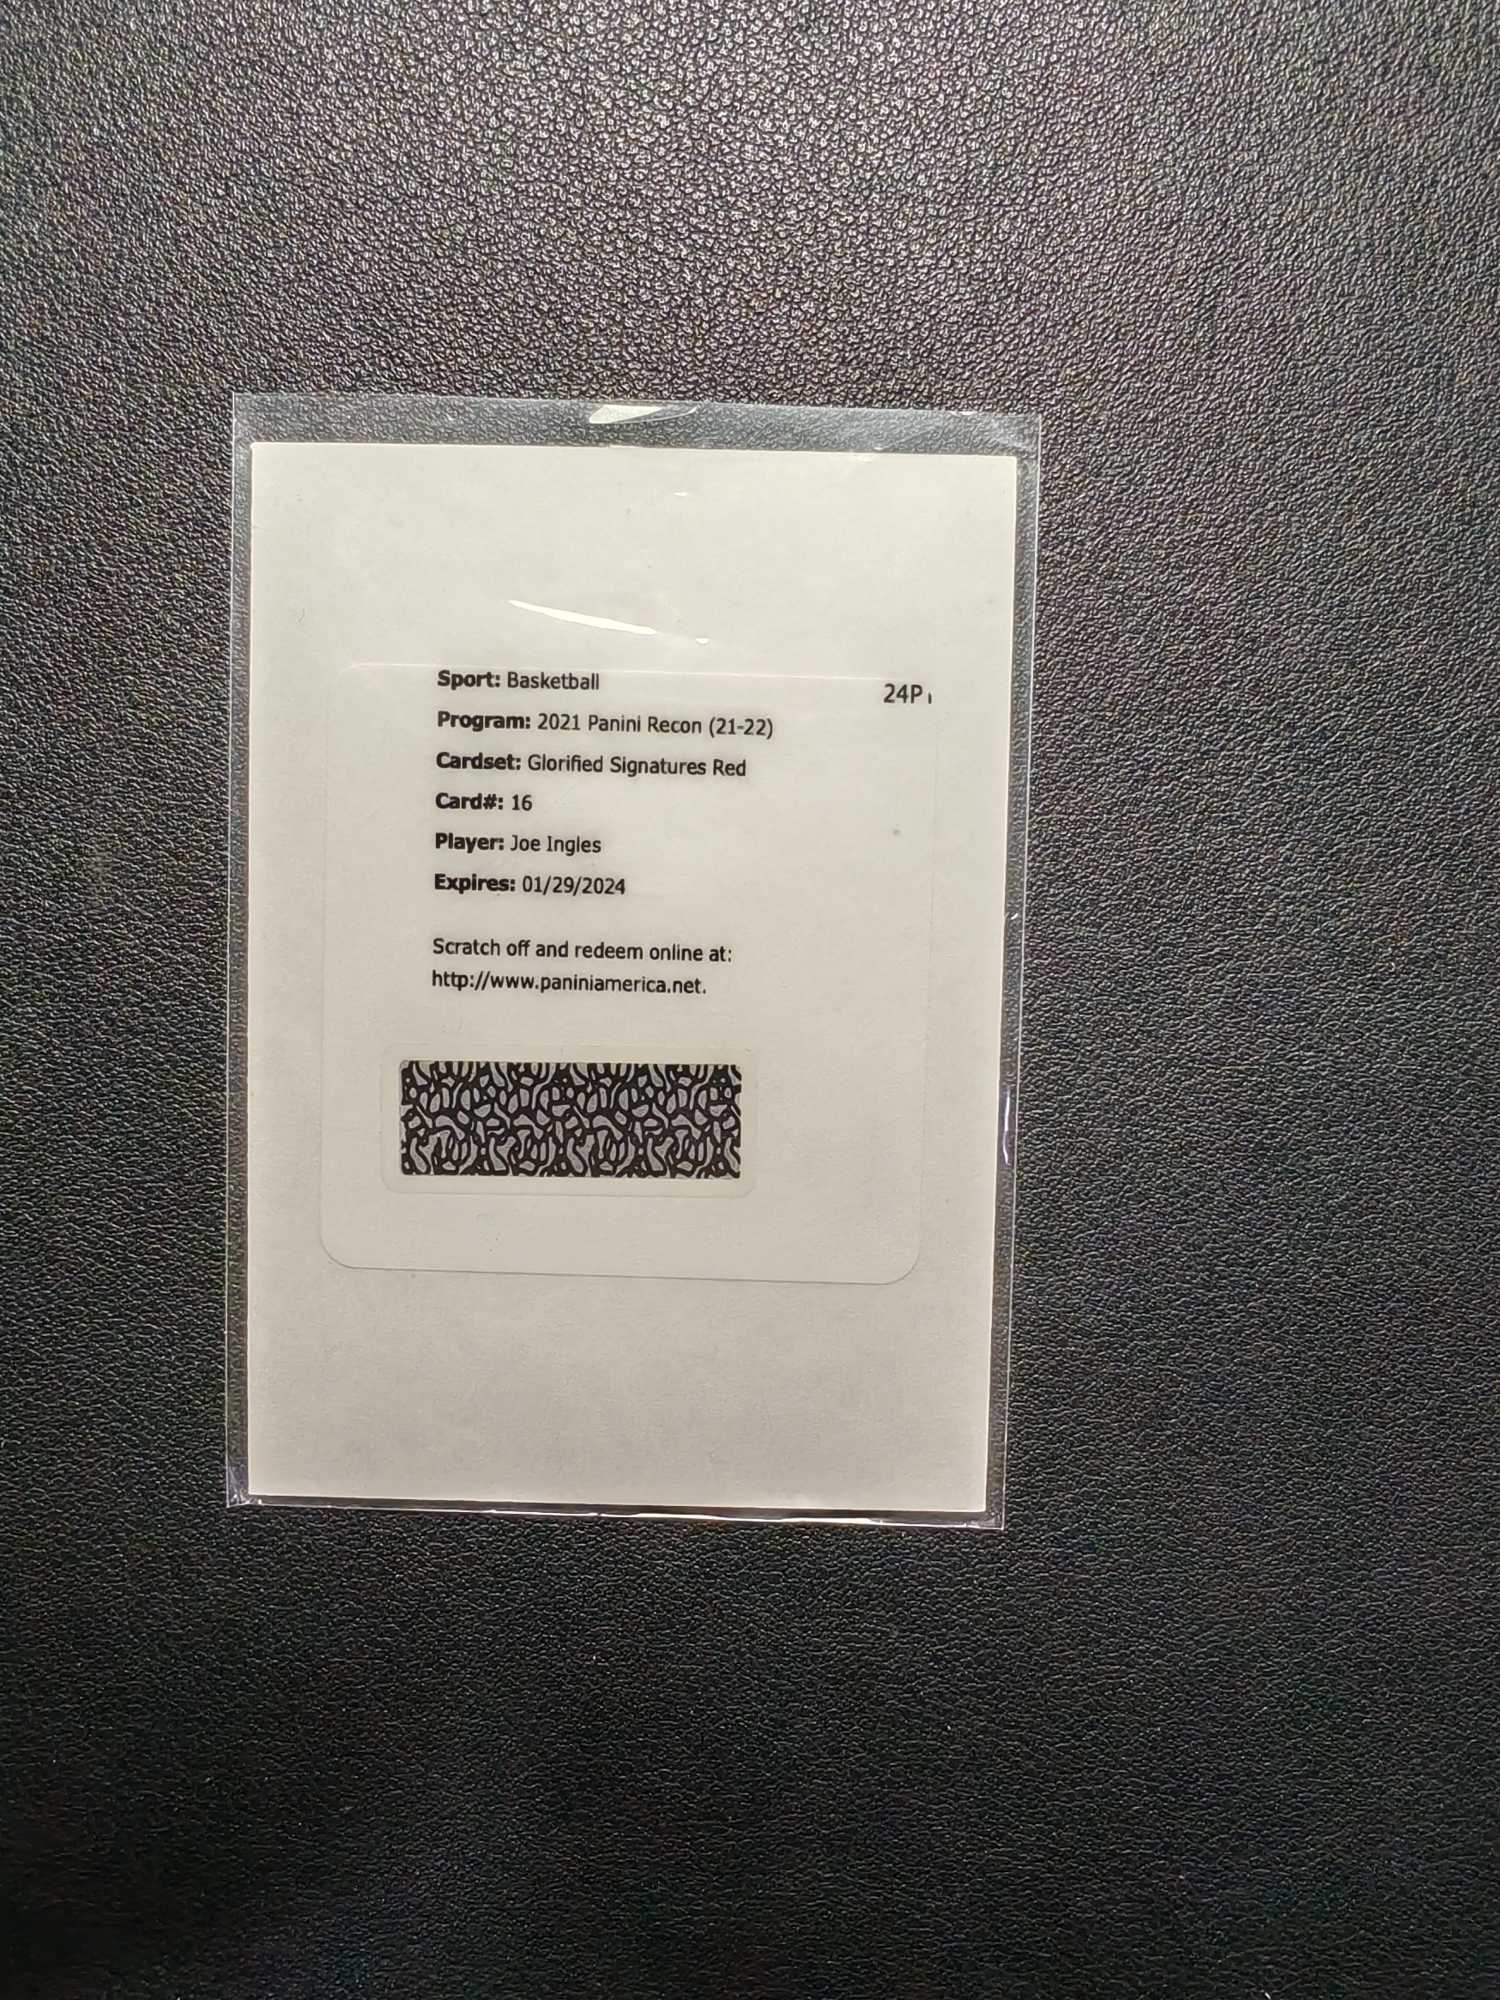 Sport: Basketball
24P
Program: 2021 Panini Recon (21-22)
Cardset: Glorified Signatures Red
Card#: 16
Player: Joe Ingles
Expires: 01/29/2024
Scratch off and redeem online at:
http://www.paniniamerica.net.